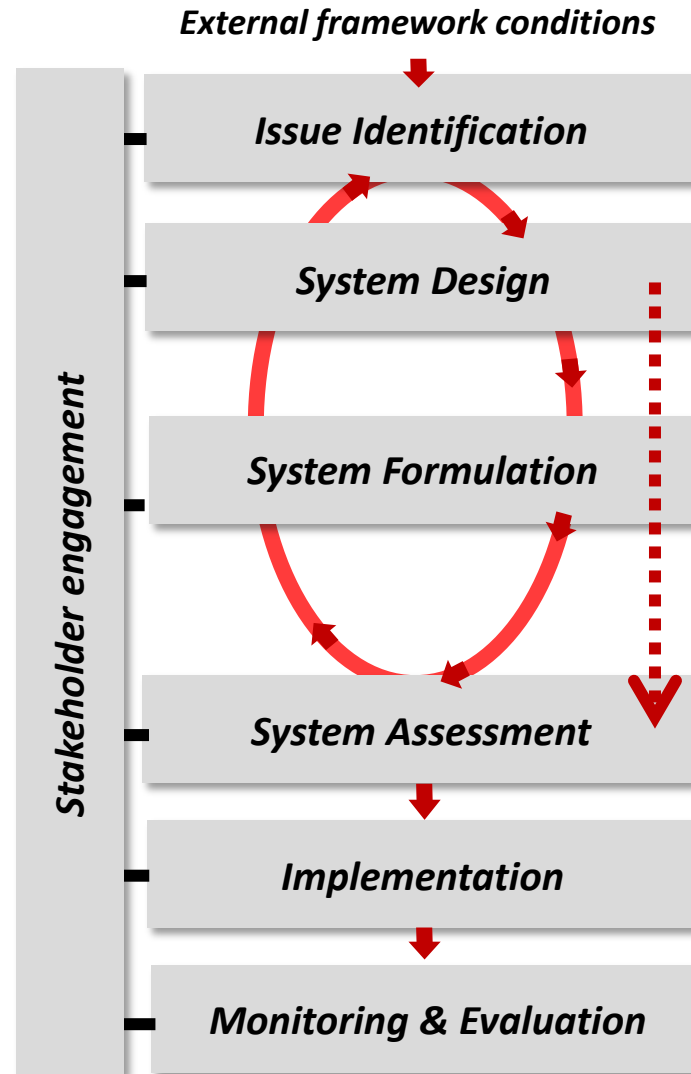 External framework conditions
Issue Identification
System Design
System Formulation
System Assessment
Implementation
Monitoring & Evaluation
Stakeholder engagement